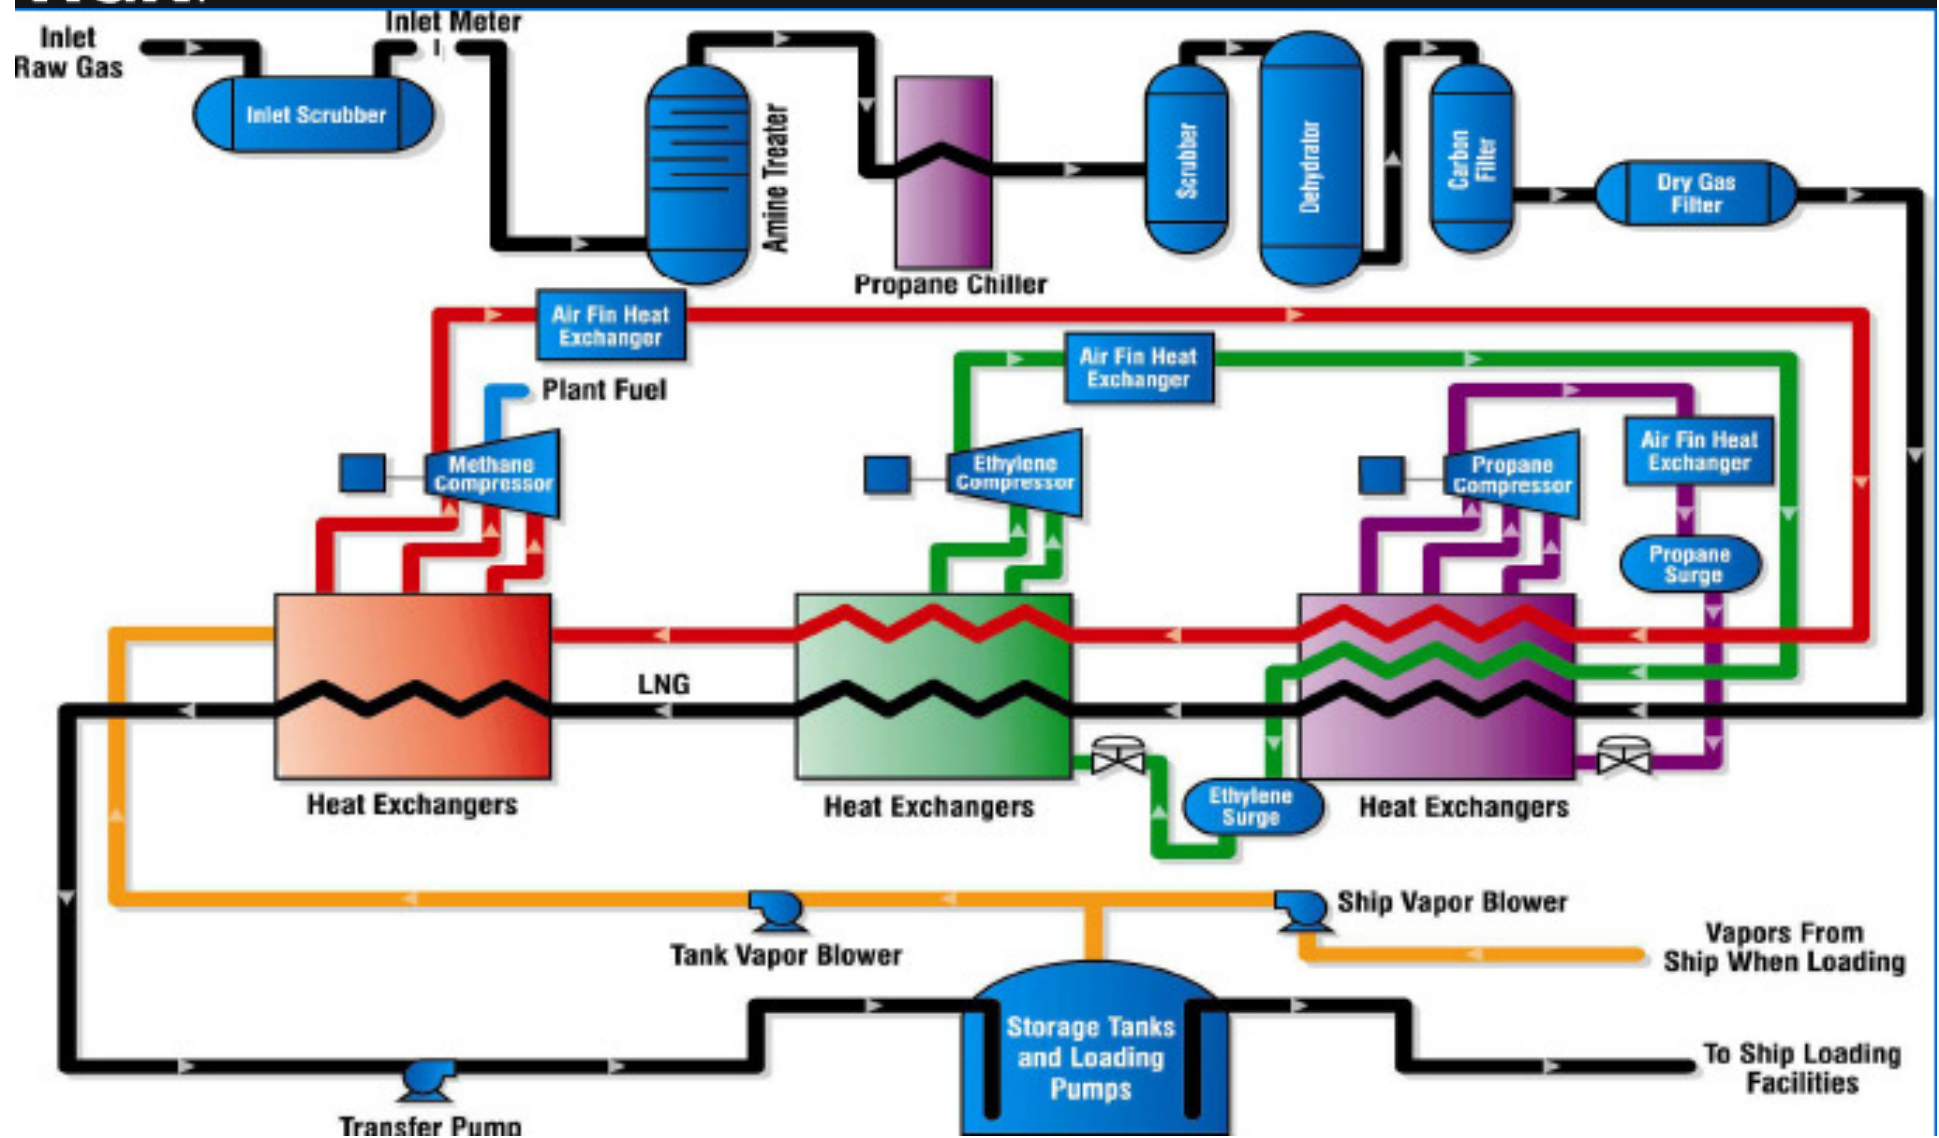 Inlet
Raw Gas
Inlet Meter
Inlet Scrubber
Amine Treater
Propane Chiller
Scrubber
Dehydrator
Carbon
Filter
Dry Gas
Filter
Air Fin Heat
Exchanger
Plant Fuel
Air Fin Heat
Exchanger
Air Fin Heat
Exchanger
Methane
Compressor
Ethylene
Compressor
Propane
Compressor
Propane
Surge
LNG
Heat Exchangers
Heat Exchangers
Ethylene
Surge
Heat Exchangers
Ship Vapor Blower
Tank Vapor Blower
Vapors From
Ship When Loading
Storage Tanks
and Loading
Pumps
To Ship Loading
Facilities
Transfer Pump